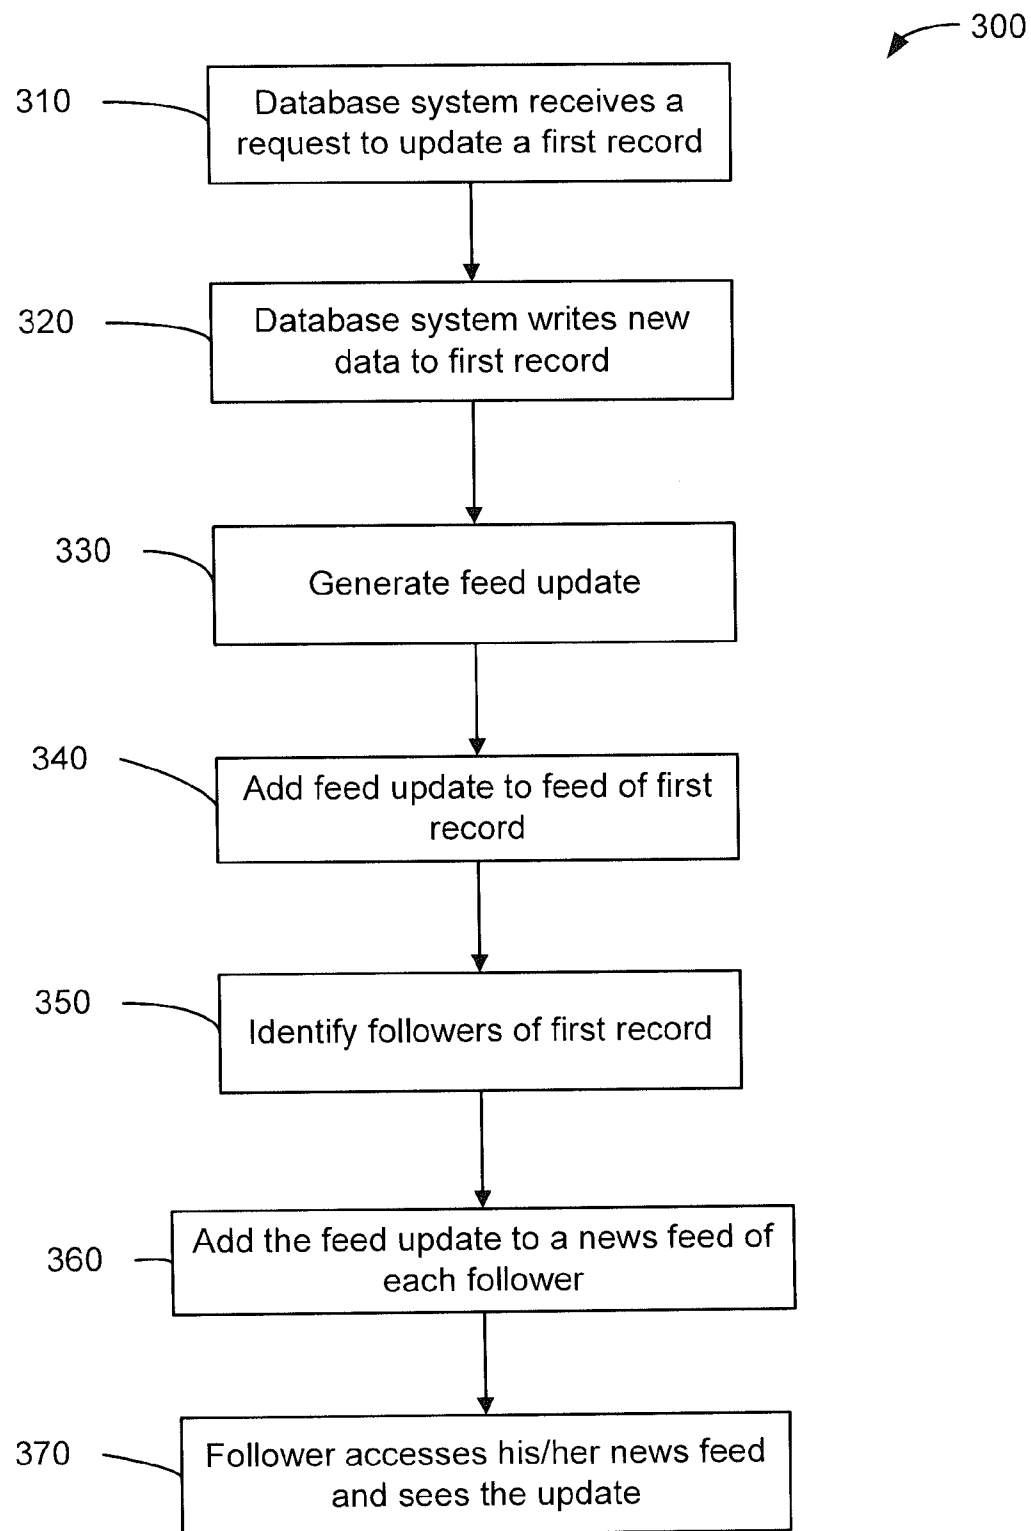 300
310
Database system receives a
request to update a first record
320
Database system writes new
data to first record
330
Generate feed update
340
Add feed update to feed of first
record
350
Identify followers of first record
360
Add the feed update to a news feed of
each follower
370
Follower accesses his/her news feed
and sees the update